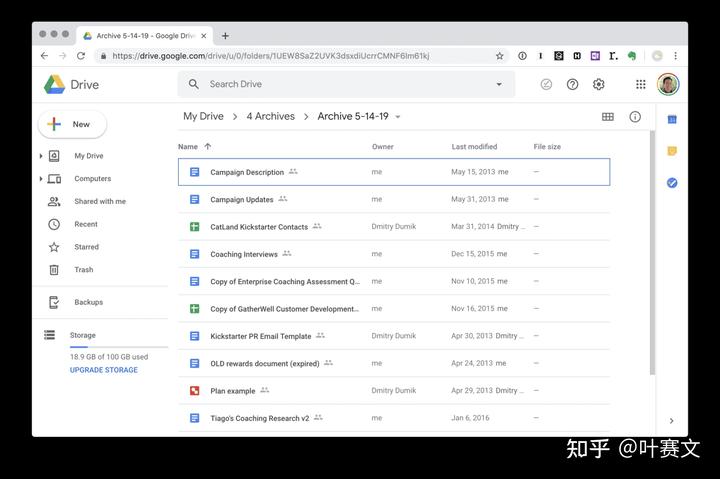 Archive 5-14-19 - Google Driv
https://drive.google.com/drive/u/0/folders/1UEW8SaZ2UVK3dsxdiUcrrCMNF6Im61kj
Drive
Search Drive
New
My Drive
Computers
Shared with me
Recent
Starred
Trash
Backups
Storage
18.9 GB of 100 GB used
UPGRADE STORAGE
My Drive > 4 Archives > Archive 5-14-19
Name Owner Last modified File size
Campaign Description me May 15, 2013 me –
Campaign Updates me May 31, 2013 me –
CatLand Kickstarter Contacts Dmitry Dumik Mar 31, 2014 Dmitry ... –
Coaching Interviews me Dec 15, 2015 me –
Copy of Enterprise Coaching Assessment Q... me Nov 10, 2015 me –
Copy of GatherWell Customer Development... me Nov 16, 2015 me –
Kickstarter PR Email Template Dmitry Dumik Apr 30, 2013 Dmitry ... –
OLD rewards document (expired) me Apr 24, 2013 me –
Plan example Dmitry Dumik Apr 29, 2013 Dmitry ... –
Tiago's Coaching Research v2 me Jan 6, 2016 –
知乎 @叶赛文